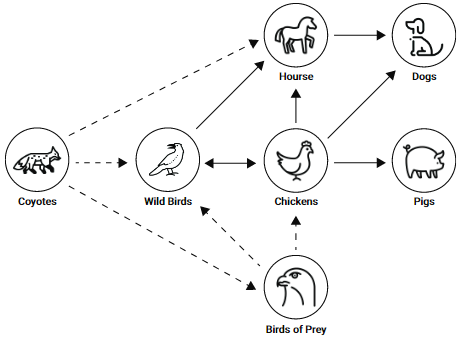 Hourse
Dogs
Coyotes
Wild Birds
Chickens
Pigs
Birds of Prey